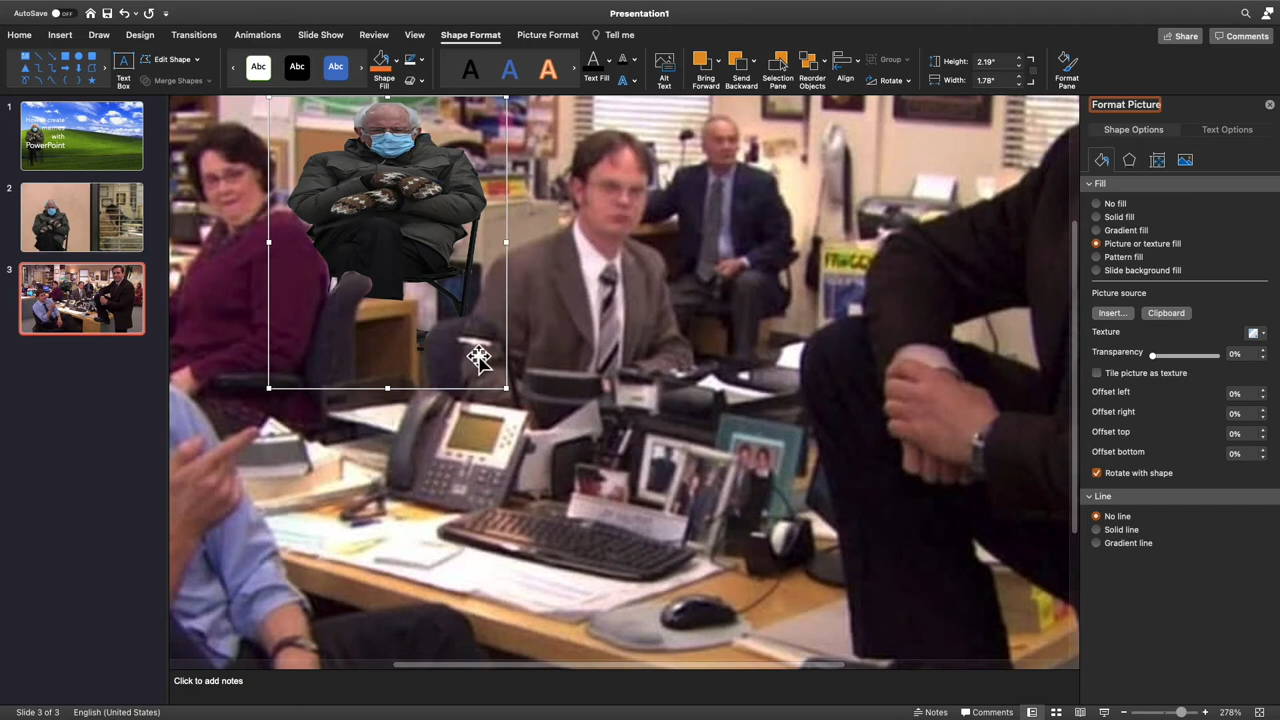 AutoSave OFF
Presentation1
Home Insert Draw Design Transitions Animations Slide Show Review View Shape Format Picture Format Tell me
Share Comments
Text Box
Edit Shape
Merge Shapes
Abc Abc Abc
Shape Fill
A A A
Text Fill
Alt Text
Bring Forward
Send Backward
Selection Pane
Reorder Objects
Align
Group
Rotate
Height: 2.19"
Width: 1.78"
Format Pane
1
with
PowerPoint
2
3
Format Picture
Shape Options Text Options
Fill
No fill
Solid fill
Gradient fill
Picture or texture fill
Pattern fill
Slide background fill
Picture source
Insert... Clipboard
Texture
Transparency 0%
Tile picture as texture
Offset left 0%
Offset right 0%
Offset top 0%
Offset bottom 0%
Rotate with shape
Line
No line
Solid line
Gradient line
Click to add notes
Slide 3 of 3 English (United States) Notes Comments 278%